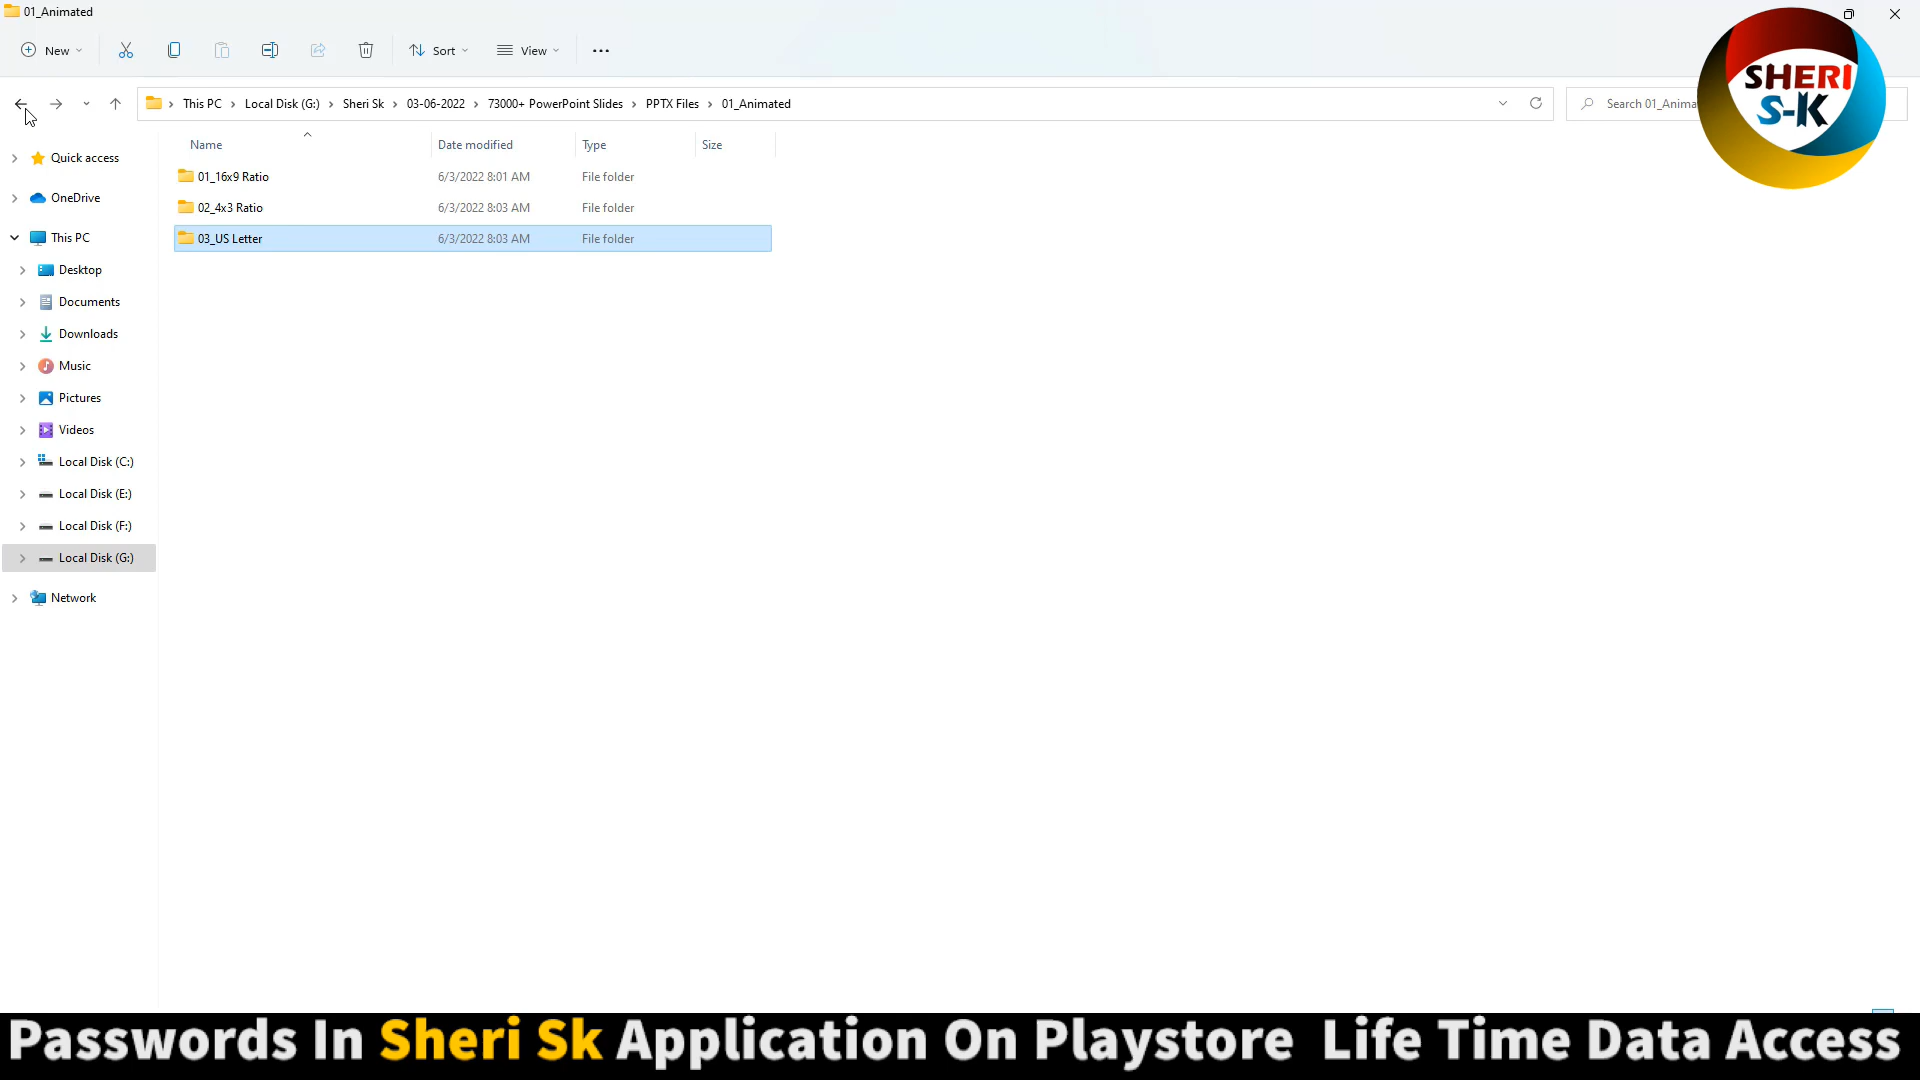 01_Animated
New
Sort
View
This PC > Local Disk (G:) > Sheri Sk > 03-06-2022 > 73000+ PowerPoint Slides > PPTX Files > 01_Animated
Search 01_Anima
SHERI
S-K
Name Date modified Type Size
01_16x9 Ratio 6/3/2022 8:01 AM File folder
02_4x3 Ratio 6/3/2022 8:03 AM File folder
03_US Letter 6/3/2022 8:03 AM File folder
Quick access
OneDrive
This PC
Desktop
Documents
Downloads
Music
Pictures
Videos
Local Disk (C:)
Local Disk (E:)
Local Disk (F:)
Local Disk (G:)
Network
Passwords In Sheri Sk Application On Playstore Life Time Data Access